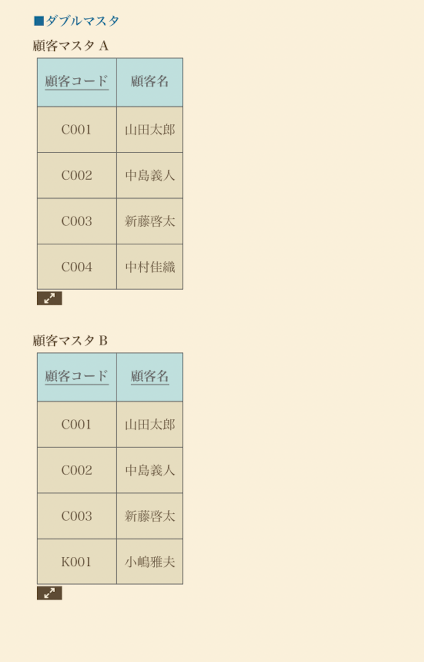 ■ダブルマスタ
顧客マスタ A
顧客コード 顧客名
C001 山田太郎
C002 中島義人
C003 新藤啓太
C004 中村佳織
顧客マスタ B
顧客コード 顧客名
C001 山田太郎
C002 中島義人
C003 新藤啓太
K001 小嶋雅夫